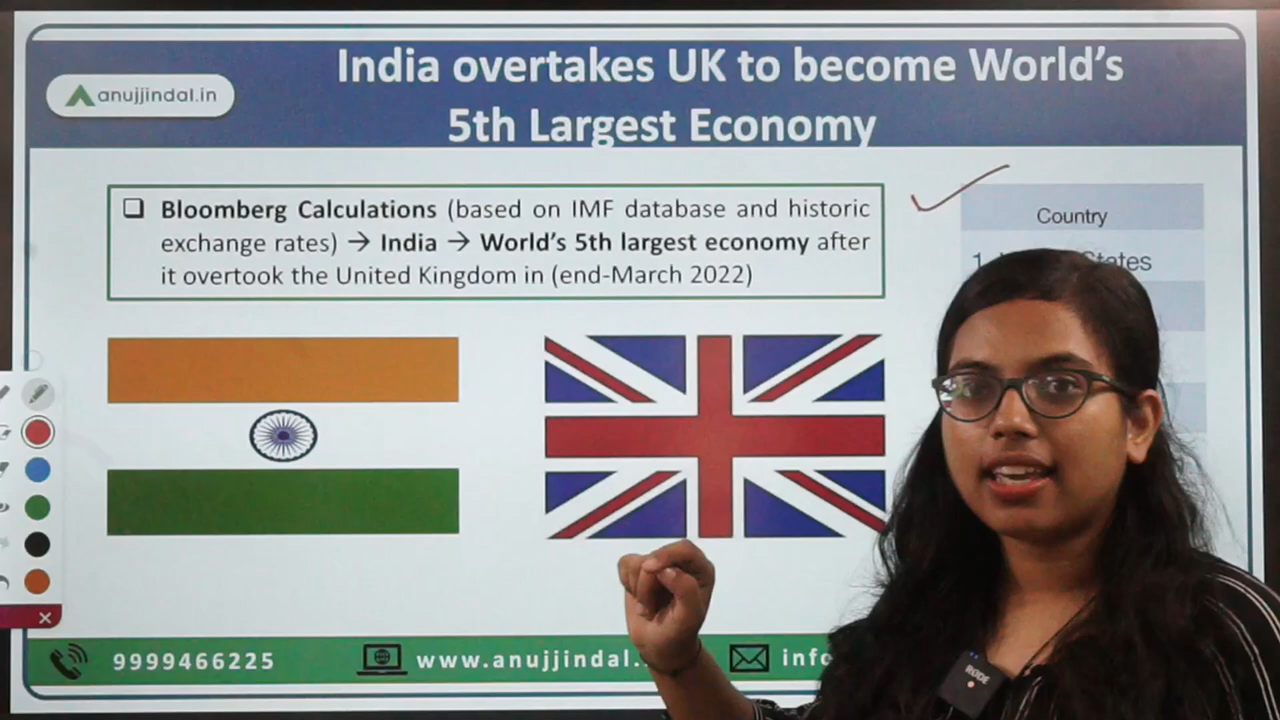 India overtakes UK to become World's
5th Largest Economy
anujjindal.in
❑ Bloomberg Calculations (based on IMF database and historic
exchange rates) → India → World's 5th largest economy after
it overtook the United Kingdom in (end-March 2022)
Country
1.
9999466225
www.anujjindal.
RODE